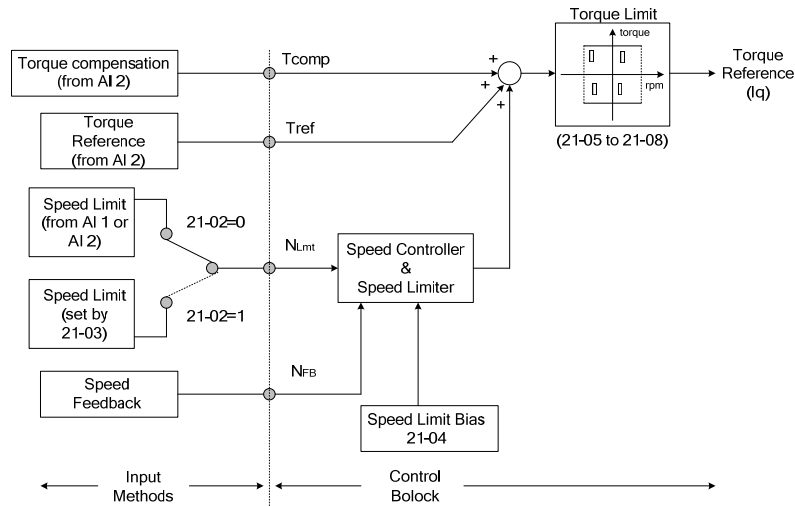 Torque Limit
torque
rpm
(21-05 to 21-08)
Torque
Reference
(Iq)
Torque compensation
(from AI 2)
Tcomp
+
+
+
Torque
Reference
(from AI 2)
Tref
Speed Limit
(from AI 1 or
AI 2)
21-02=0
NLmt
Speed Controller
&
Speed Limiter
Speed Limit
(set by
21-03)
21-02=1
Speed
Feedback
NFB
Speed Limit Bias
21-04
Input
Methods
Control
Bolock